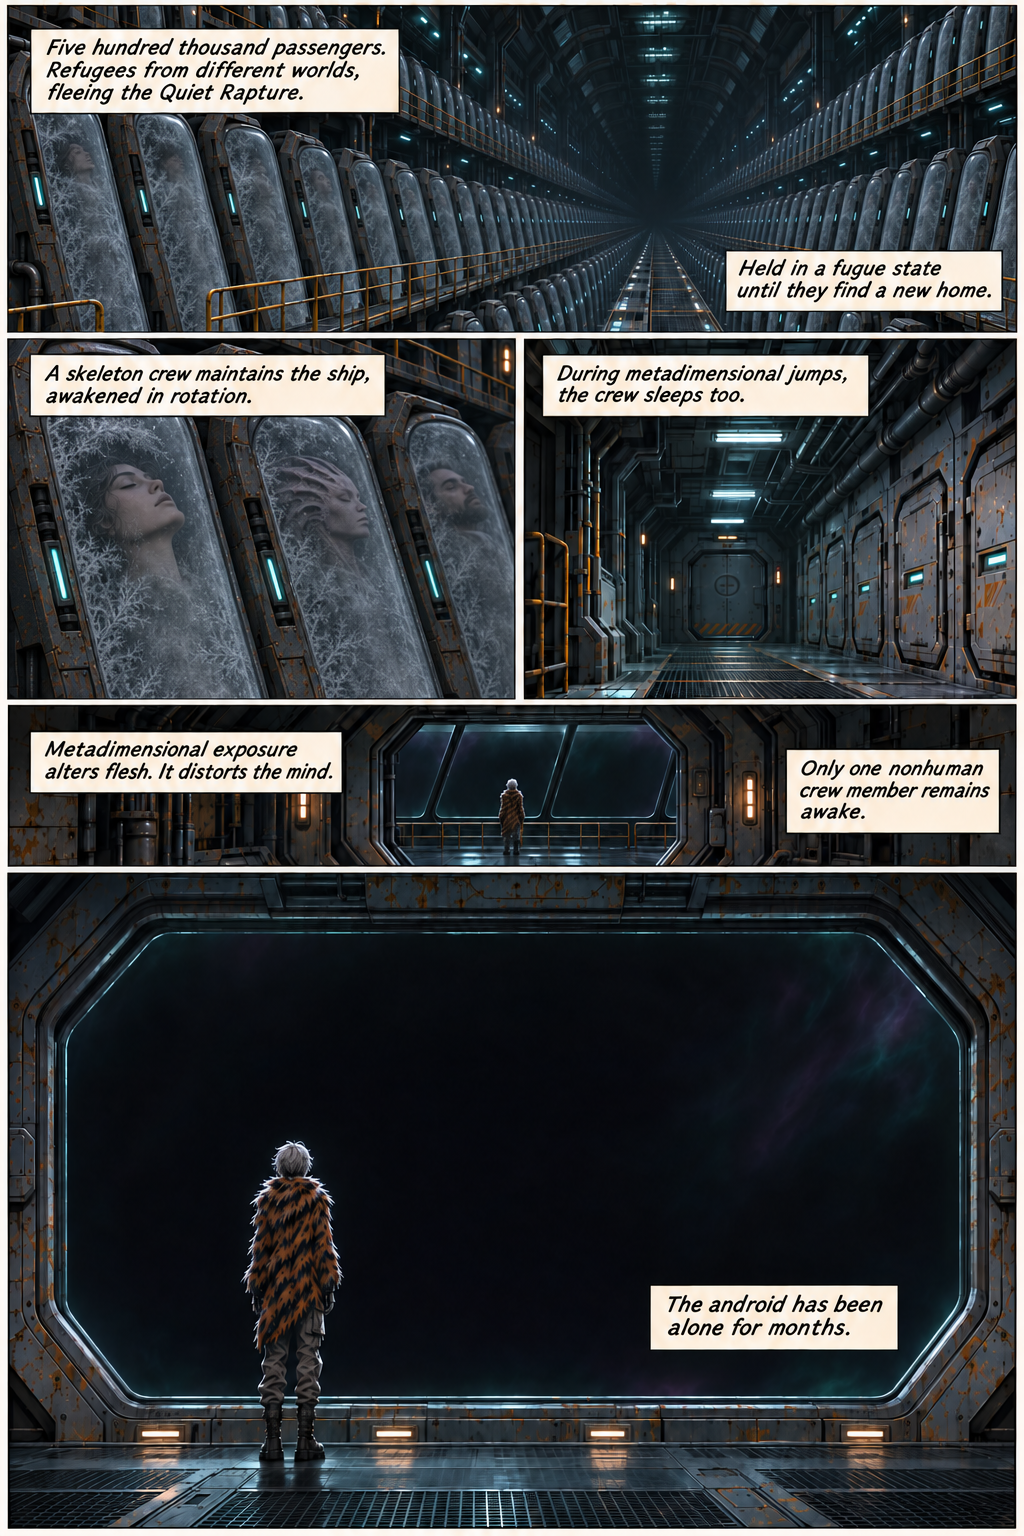 Five hundred thousand passengers.
Refugees from different worlds,
fleeing the Quiet Rapture.
Held in a fugue state
until they find a new home.
A skeleton crew maintains the ship,
awakened in rotation.
During metadimensional jumps,
the crew sleeps too.
Metadimensional exposure
alters flesh. It distorts the mind.
Only one nonhuman
crew member remains
awake.
The android has been
alone for months.